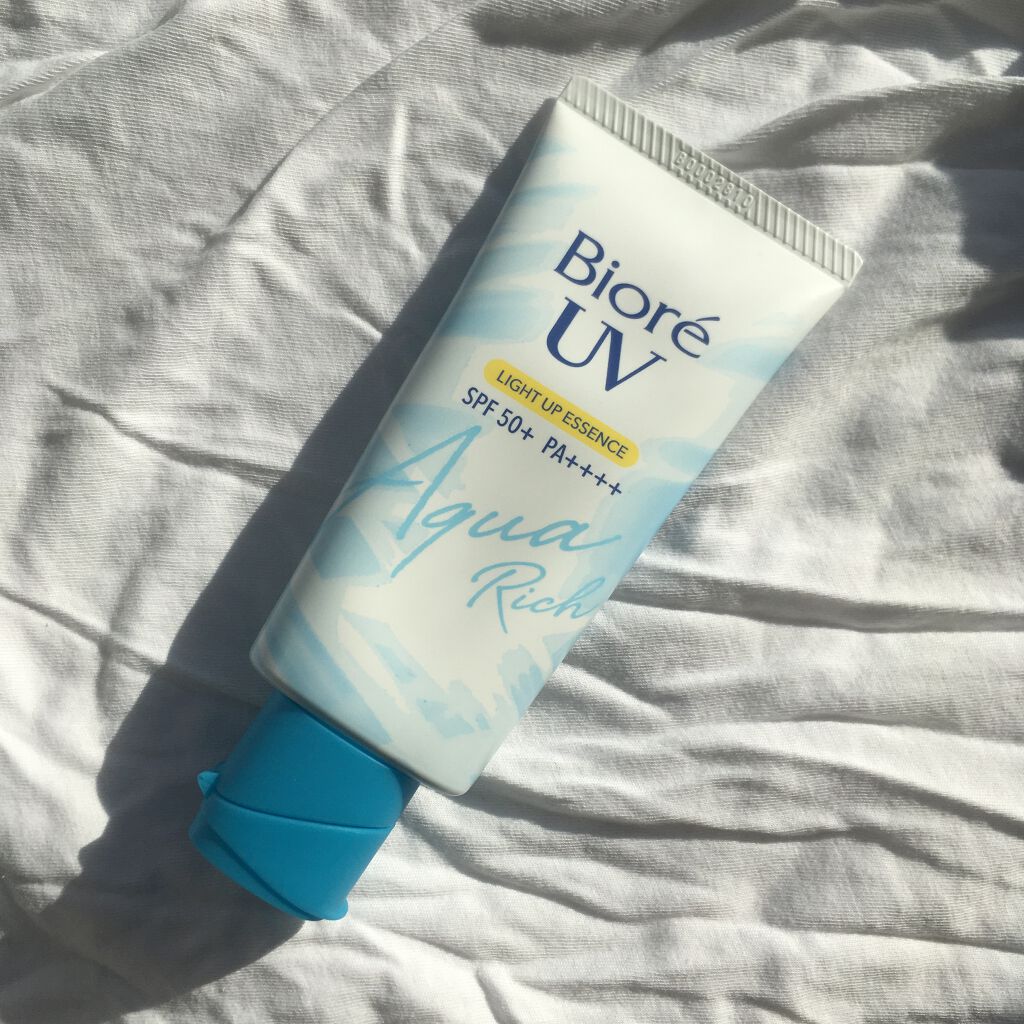 Bioré
UV
LIGHT UP ESSENCE
SPF 50+ PA++++
Aqua
Rich